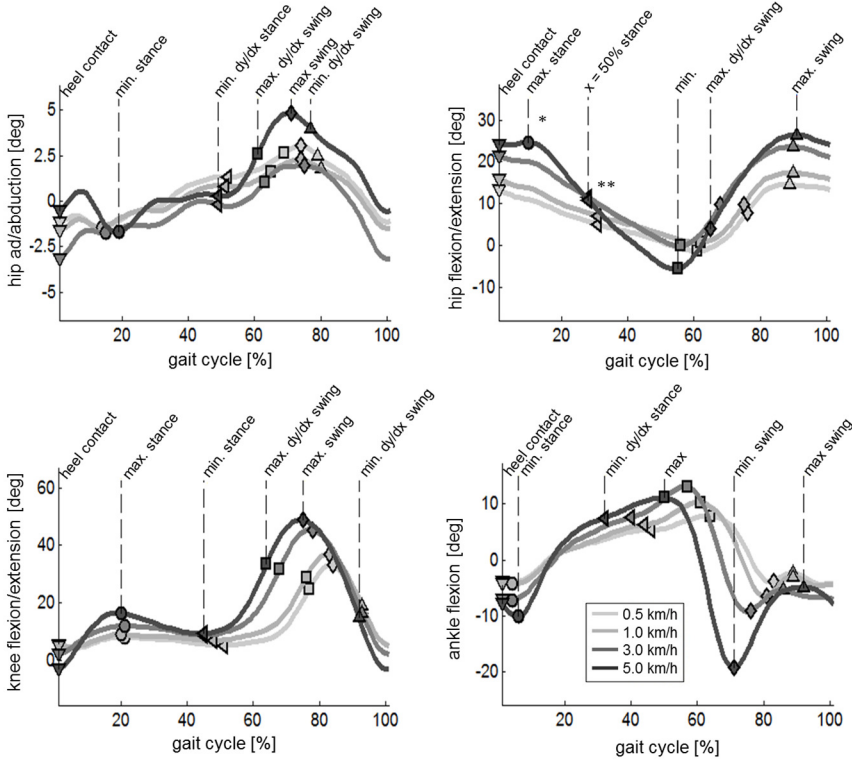 heel contact
min. stance
min. dy/dx stance
max. dy/dx swing
max swing
min. dy/dx swing
hip ad/abduction [deg]
5
2.5
0
-2.5
-5
20
40
60
80
100
gait cycle [%]
heel contact
max. stance
x = 50% stance
min.
max. dy/dx swing
max. swing
hip flexion/extension [deg]
30
20
10
0
-10
*
**
20
40
60
80
100
gait cycle [%]
heel contact
max. stance
min. stance
max. dy/dx swing
max. swing
min. dy/dx swing
knee flexion/extension [deg]
60
40
20
0
20
40
60
80
100
gait cycle [%]
heel contact
min. stance
min. dy/dx stance
max
min. swing
max swing
ankle flexion [deg]
10
0
-10
-20
0.5 km/h
1.0 km/h
3.0 km/h
5.0 km/h
20
40
60
80
100
gait cycle [%]